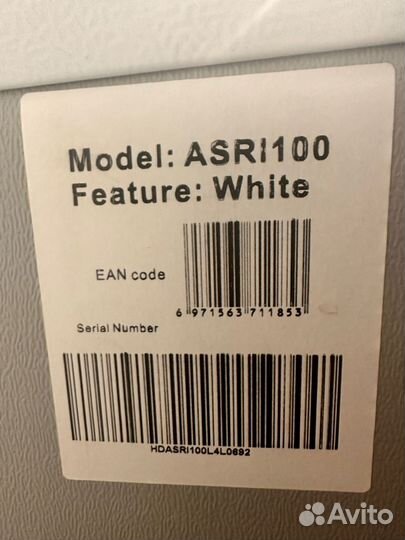 Model: ASRI100
Feature: White
EAN code
6 971563 711853
Serial Number
HDASRI100L4L0692
Avito